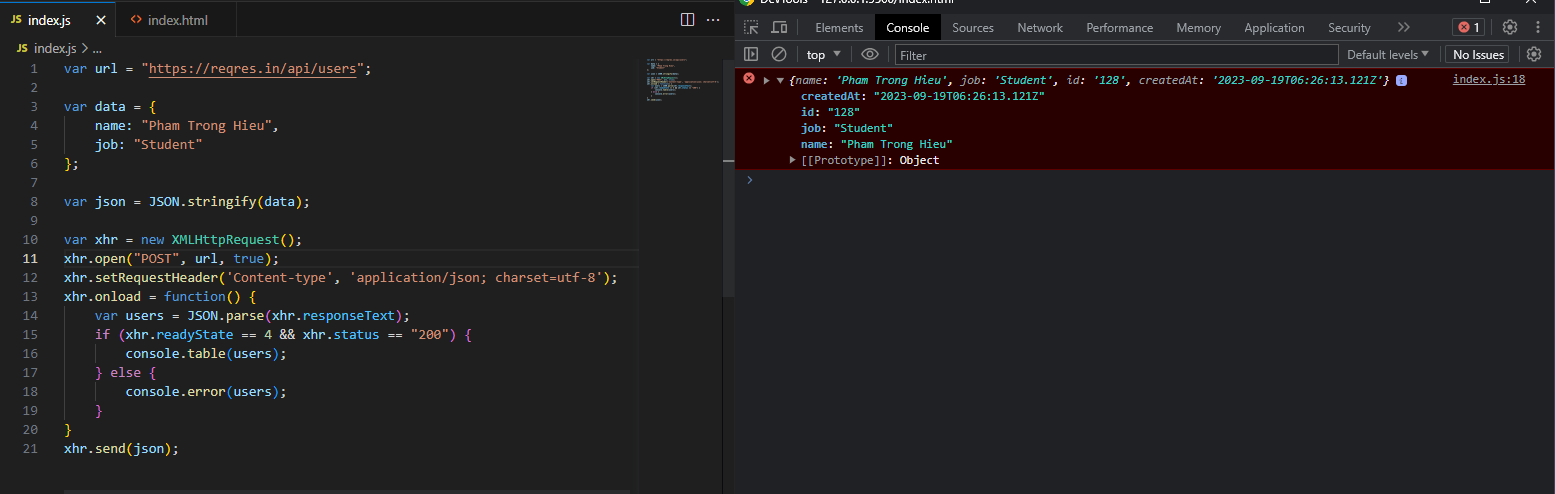 JS index.js × <> index.html ...
JS index.js > ...
1 var url = "https://reqres.in/api/users";
2
3 var data = {
4 name: "Pham Trong Hieu",
5 job: "Student"
6 };
7
8 var json = JSON.stringify(data);
9
10 var xhr = new XMLHttpRequest();
11 xhr.open("POST", url, true);
12 xhr.setRequestHeader('Content-type', 'application/json; charset=utf-8');
13 xhr.onload = function() {
14 var users = JSON.parse(xhr.responseText);
15 if (xhr.readyState == 4 && xhr.status == "200") {
16 console.table(users);
17 } else {
18 console.error(users);
19 }
20 }
21 xhr.send(json);
Elements Console Sources Network Performance Memory Application Security >> 1
top Filter Default levels No Issues
{name: 'Pham Trong Hieu', job: 'Student', id: '128', createdAt: '2023-09-19T06:26:13.121Z'} i index.js:18
createdAt: "2023-09-19T06:26:13.121Z"
id: "128"
job: "Student"
name: "Pham Trong Hieu"
[[Prototype]]: Object
>